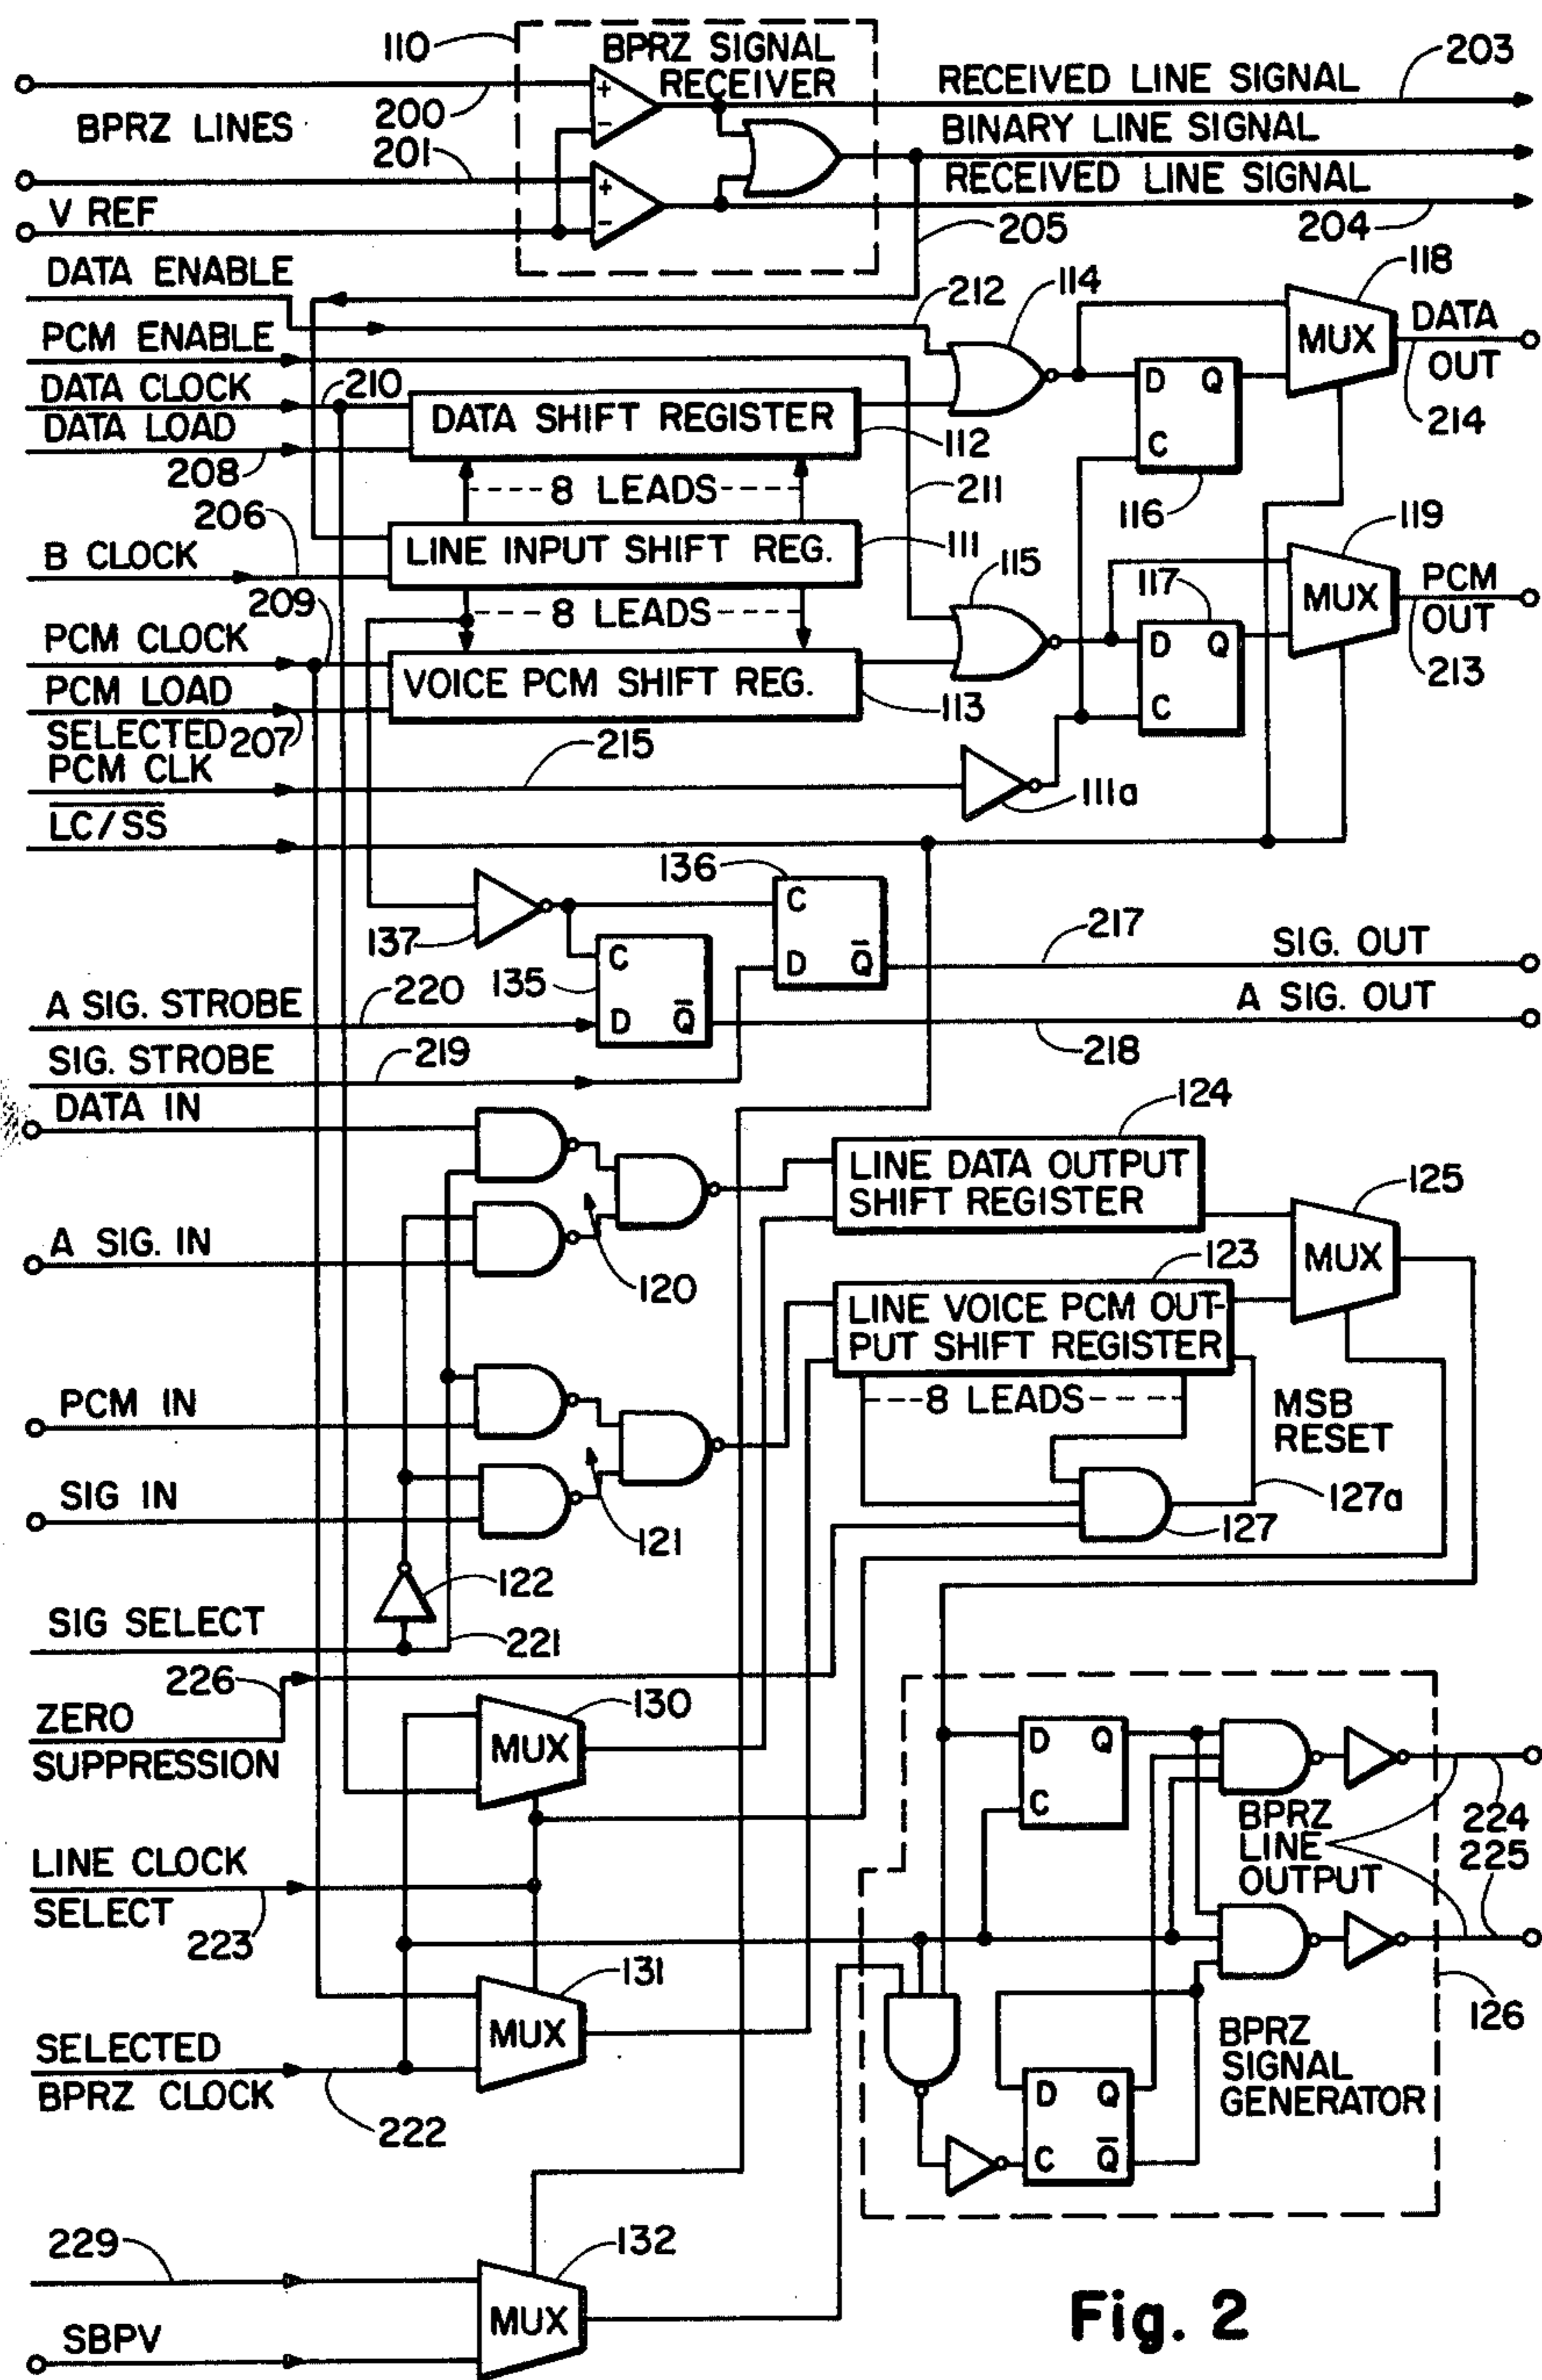 110
BPRZ SIGNAL
RECEIVER
203
RECEIVED LINE SIGNAL
+
200
BPRZ LINES
-
BINARY LINE SIGNAL
201
+
RECEIVED LINE SIGNAL
V REF
-
205
204
DATA ENABLE
212
114
118
PCM ENABLE
MUX
DATA
OUT
DATA CLOCK
210
D Q
DATA SHIFT REGISTER
DATA LOAD
112
C
214
208
8 LEADS
211
116
206
119
B CLOCK
LINE INPUT SHIFT REG.
111
115
117
MUX
PCM
OUT
209
8 LEADS
PCM CLOCK
D Q
213
VOICE PCM SHIFT REG.
PCM LOAD
113
C
SELECTED
207
PCM CLK
215
111a
L̅C̅/̅S̅S̅
136
C
137
217
SIG. OUT
C
D Q̅
135
A SIG. STROBE
220
A SIG. OUT
D Q̅
SIG. STROBE
219
218
DATA IN
124
LINE DATA OUTPUT
SHIFT REGISTER
125
A SIG. IN
120
123
MUX
LINE VOICE PCM OUT-
PUT SHIFT REGISTER
PCM IN
8 LEADS
MSB
RESET
SIG IN
127a
121
127
122
SIG SELECT
221
226
ZERO
SUPPRESSION
130
MUX
D Q
C
BPRZ
LINE
OUTPUT
224
225
LINE CLOCK
SELECT
223
131
126
SELECTED
BPRZ CLOCK
MUX
BPRZ
SIGNAL
GENERATOR
D Q
222
C Q̅
229
132
MUX
SBPV
Fig. 2